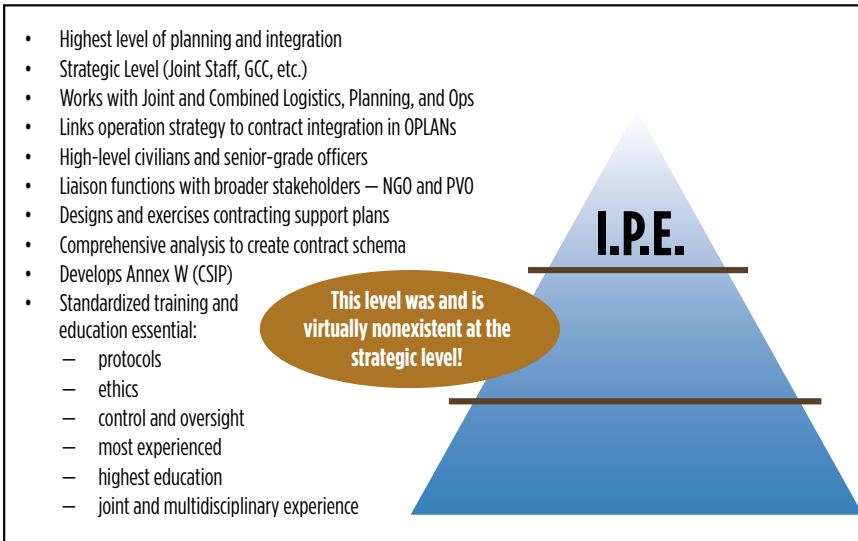 • Highest level of planning and integration
• Strategic Level (Joint Staff, GCC, etc.)
• Works with Joint and Combined Logistics, Planning, and Ops
• Links operation strategy to contract integration in OPLANs
• High-level civilians and senior-grade officers
• Liaison functions with broader stakeholders — NGO and PVO
• Designs and exercises contracting support plans
• Comprehensive analysis to create contract schema
• Develops Annex W (CSIP)
• Standardized training and
education essential:
— protocols
— ethics
— control and oversight
— most experienced
— highest education
— joint and multidisciplinary experience
This level was and is
virtually nonexistent at the
strategic level!
I.P.E.